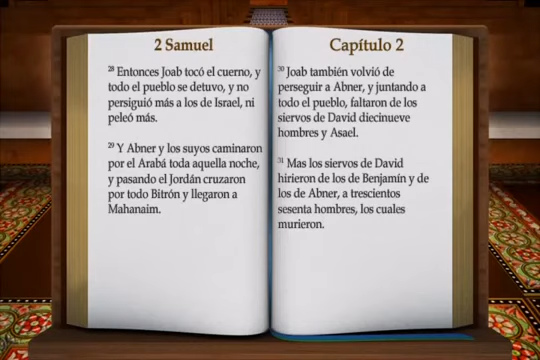 2 Samuel
28 Entonces Joab tocó el cuerno, y
todo el pueblo se detuvo, y no
persiguió más a los de Israel, ni
peleó más.
29 Y Abner y los suyos caminaron
por el Arabá toda aquella noche,
y pasando el Jordán cruzaron
por todo Bitrón y llegaron a
Mahanaim.
Capítulo 2
30 Joab también volvió de
perseguir a Abner, y juntando a
todo el pueblo, faltaron de los
siervos de David diecinueve
hombres y Asael.
31 Mas los siervos de David
hirieron de los de Benjamín y de
los de Abner, a trescientos
sesenta hombres, los cuales
murieron.